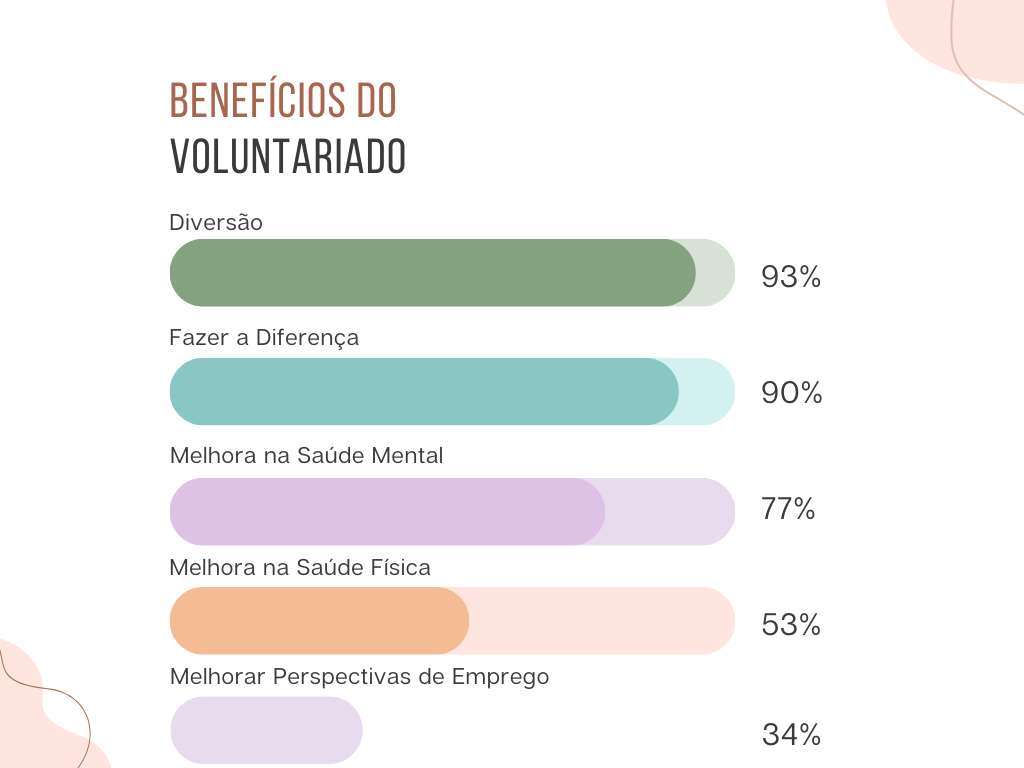 BENEFÍCIOS DO
VOLUNTARIADO
Diversão
93%
Fazer a Diferença
90%
Melhora na Saúde Mental
77%
Melhora na Saúde Física
53%
Melhorar Perspectivas de Emprego
34%